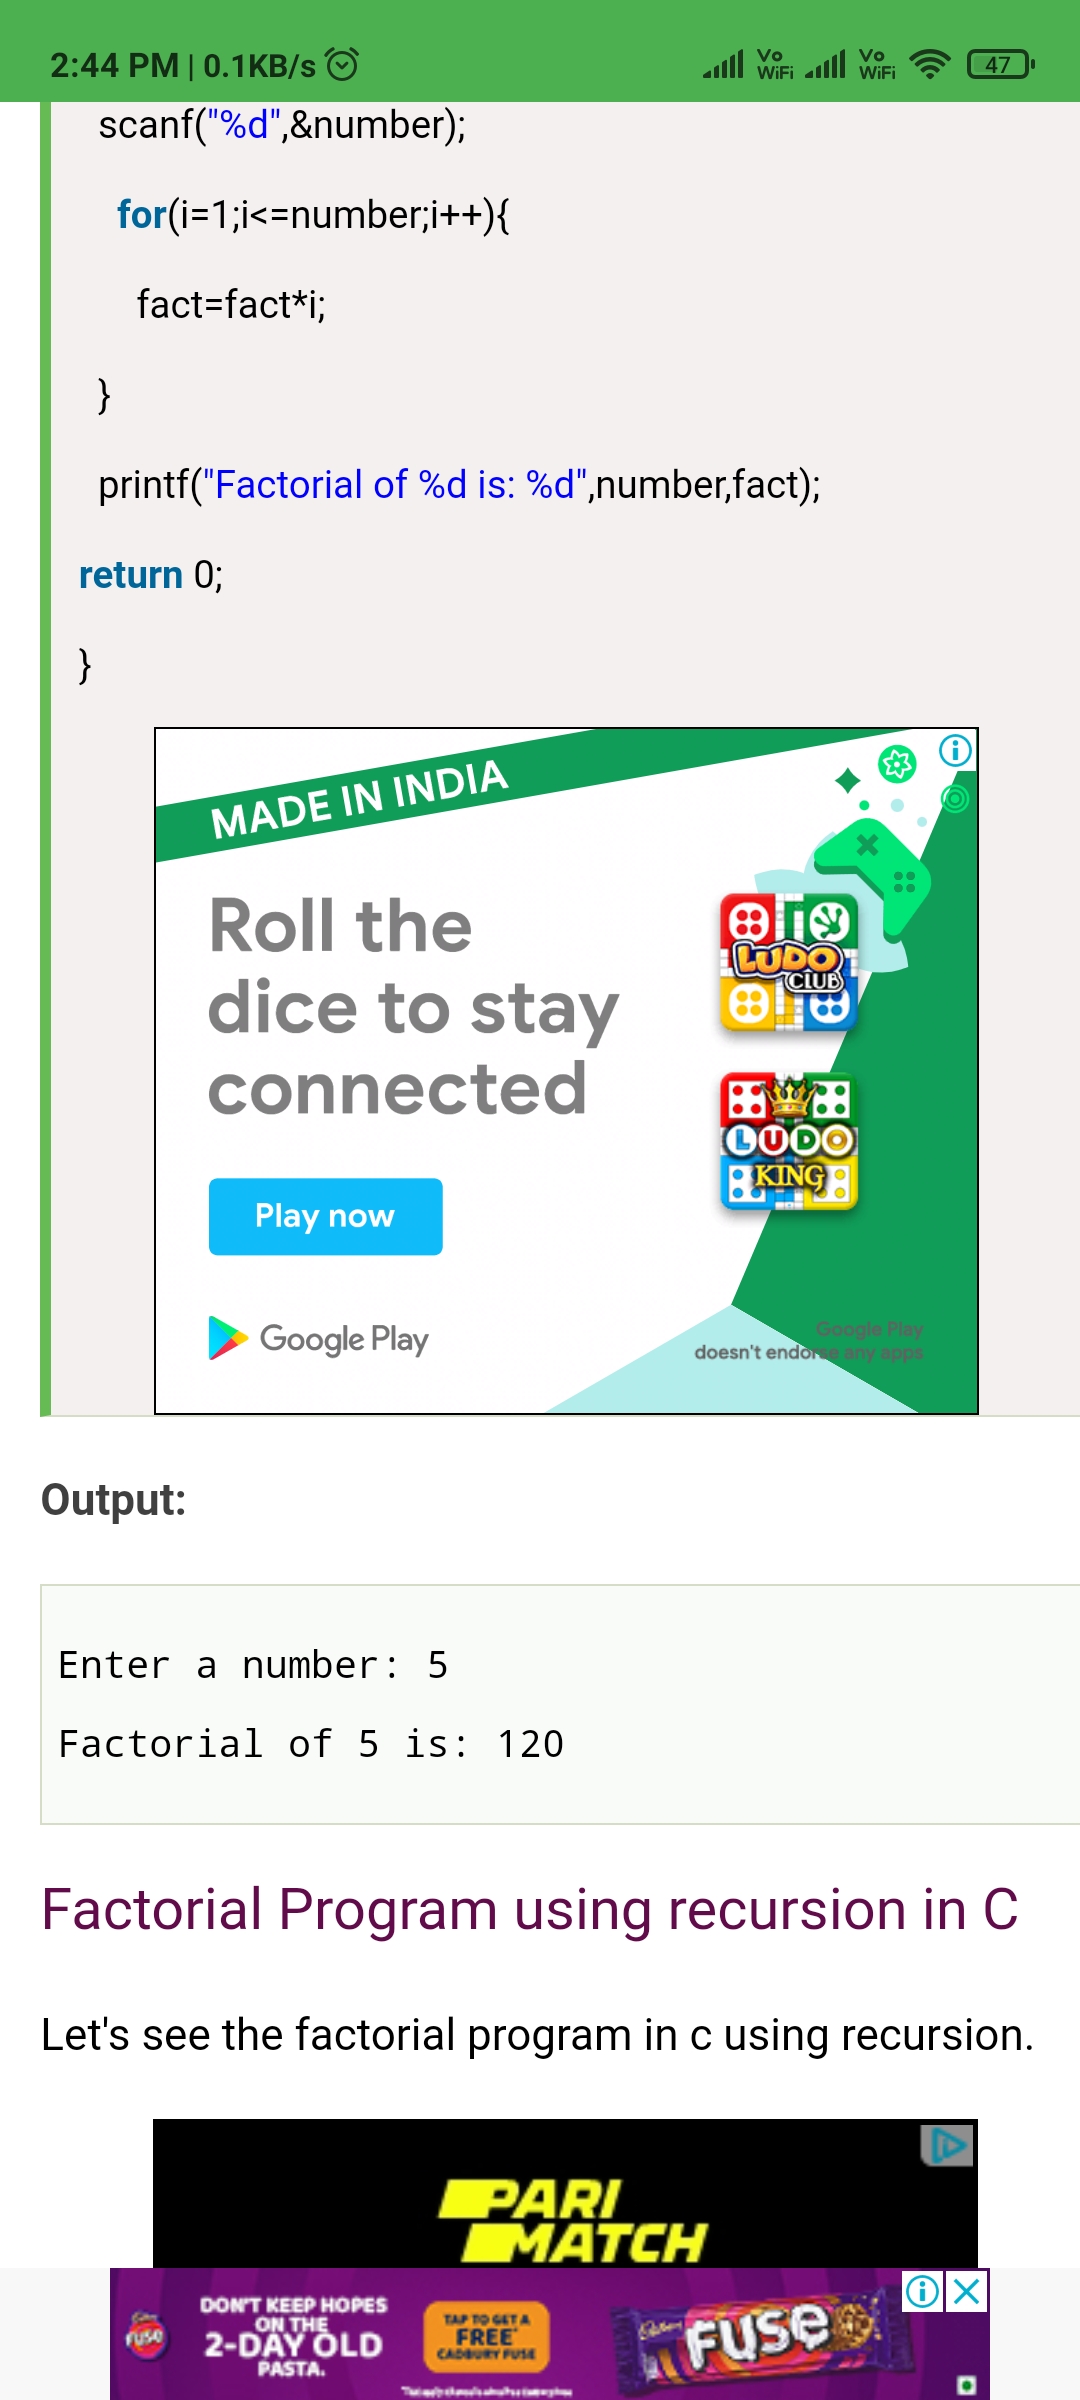 2:44 PM | 0.1KB/s
Vo WiFi Vo WiFi 47
scanf("%d",&number);
for(i=1;i<=number;i++){
fact=fact*i;
}
printf("Factorial of %d is: %d",number,fact);
return 0;
}
MADE IN INDIA
Roll the
dice to stay
connected
LUDO
CLUB
LUDO
KING
Play now
Google Play
Google Play
doesn't endorse any apps
Output:
Enter a number: 5
Factorial of 5 is: 120
Factorial Program using recursion in C
Let's see the factorial program in c using recursion.
PARI
MATCH
DON'T KEEP HOPES
ON THE
2-DAY OLD
PASTA.
fuse
TAP TO GET A
FREE*
CADBURY FUSE
Cadbury
fuse